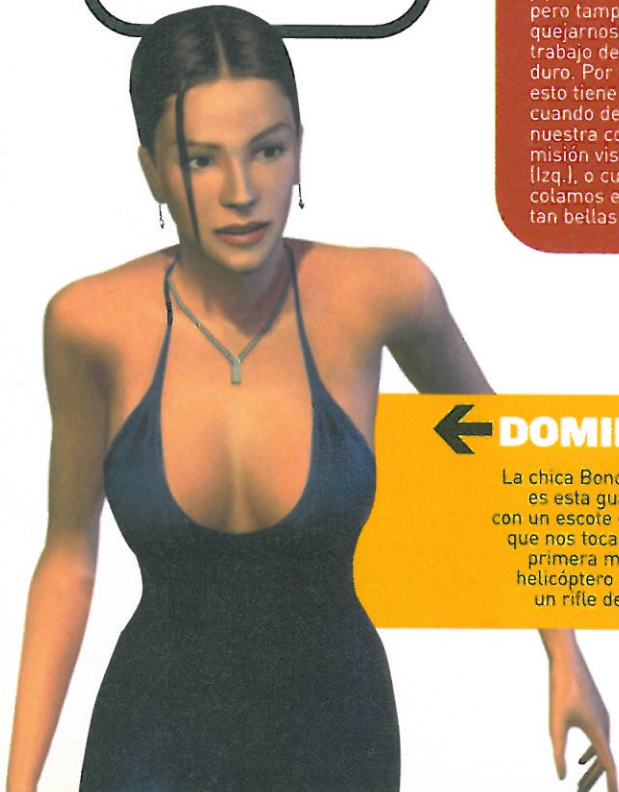 pero tamp
quejarnos
trabajo de
duro. Por
esto tiene
cuando de
nuestra co
misión vis
(Izq.), o cu
colamos e
tan bellas
DOMI
La chica Bond
es esta gua
con un escote
que nos toca
primera m
helicóptero
un rifle de